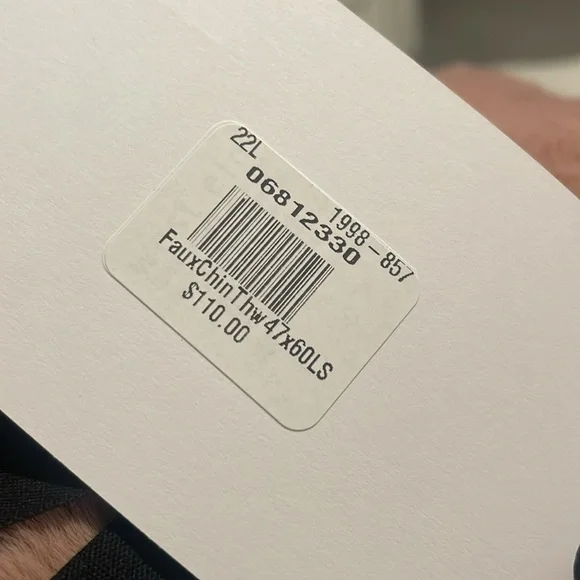 22L 1998-857
06812330
FauxChinThw47x60LS
$110.00